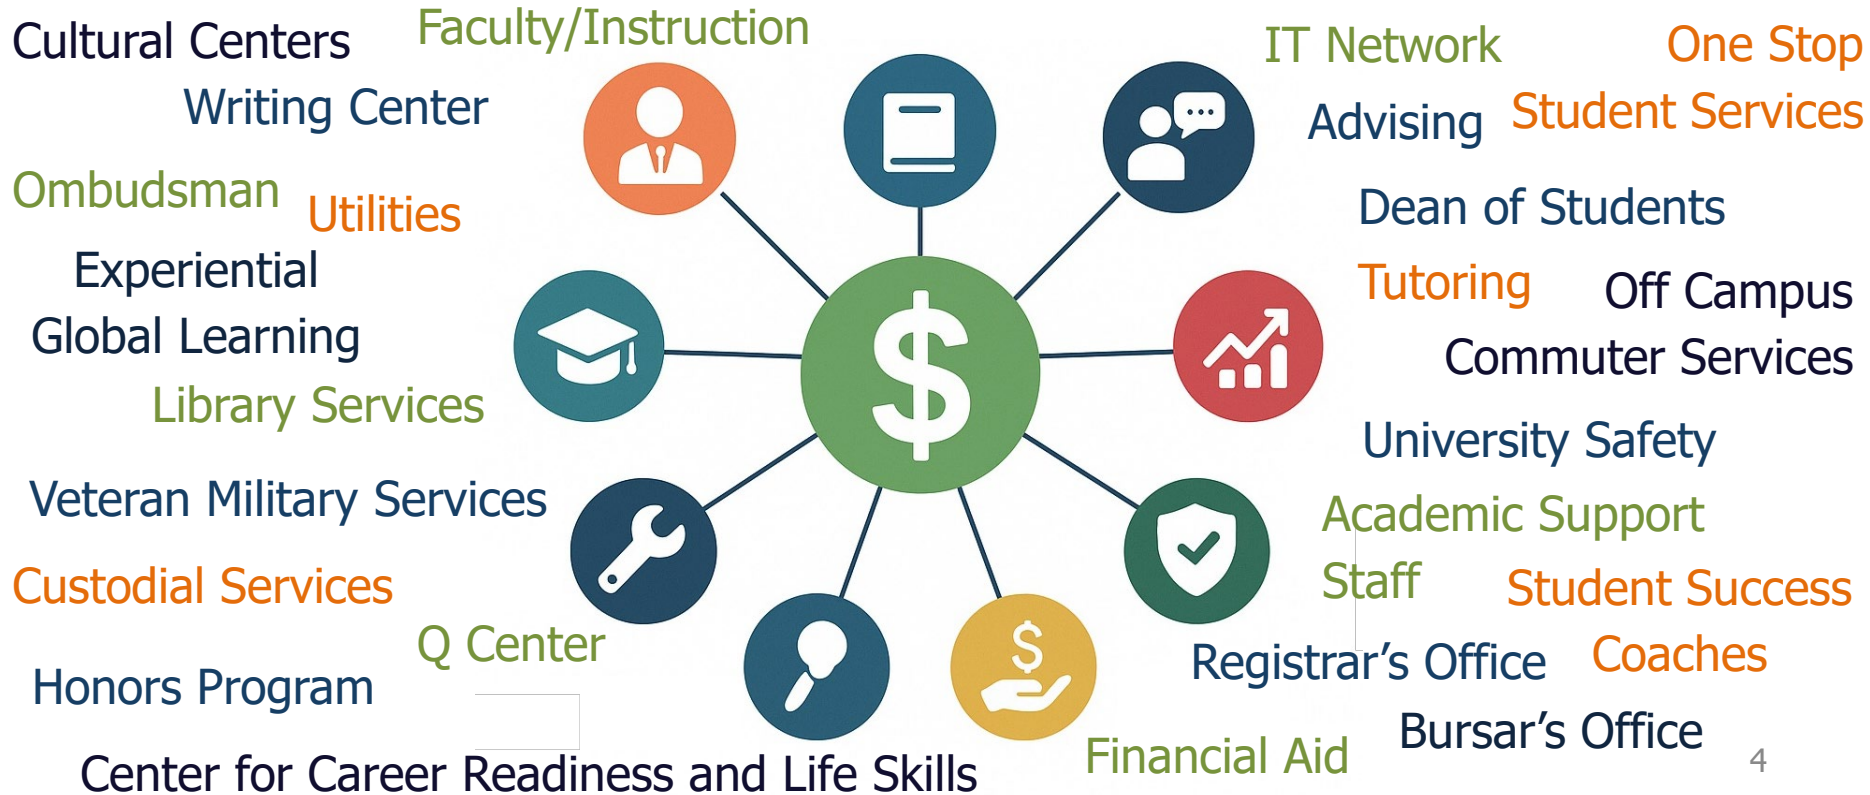 Cultural Centers
Faculty/Instruction
Writing Center
Ombudsman
Utilities
Experiential
Global Learning
Library Services
Veteran Military Services
Custodial Services
Q Center
Honors Program
Center for Career Readiness and Life Skills
$
$
IT Network
One Stop
Student Services
Advising
Dean of Students
Tutoring
Off Campus
Commuter Services
University Safety
Academic Support
Staff
Student Success
Coaches
Registrar’s Office
Bursar’s Office
Financial Aid
4